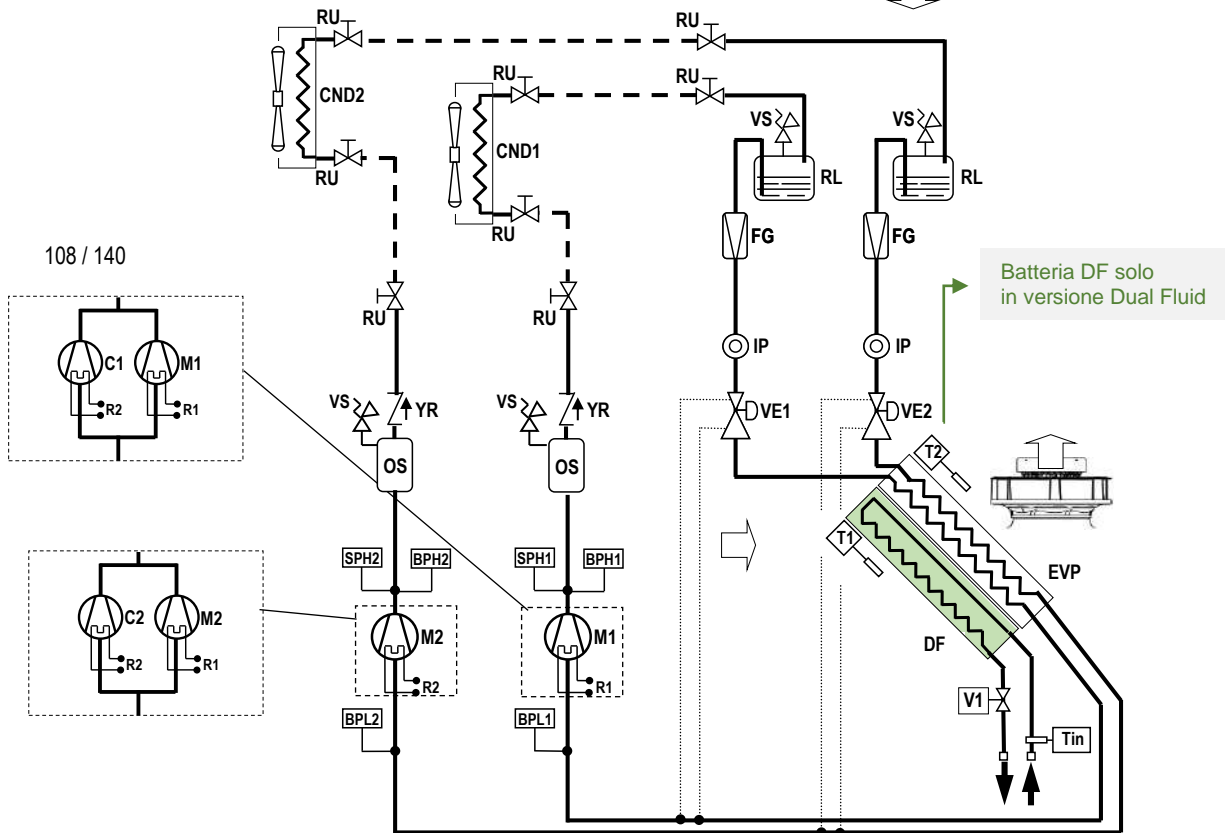 RU
RU
CND2
RU
RU
RU
CND1
RU
VS
RL
VS
RL
FG
FG
108 / 140
Batteria DF solo
in versione Dual Fluid
RU
RU
C1
M1
R2
R1
IP
IP
VS
YR
VS
YR
VE1
VE2
OS
OS
T2
T1
SPH2
BPH2
SPH1
BPH1
EVP
C2
M2
R2
R1
M2
R2
M1
R1
DF
BPL2
BPL1
V1
Tin